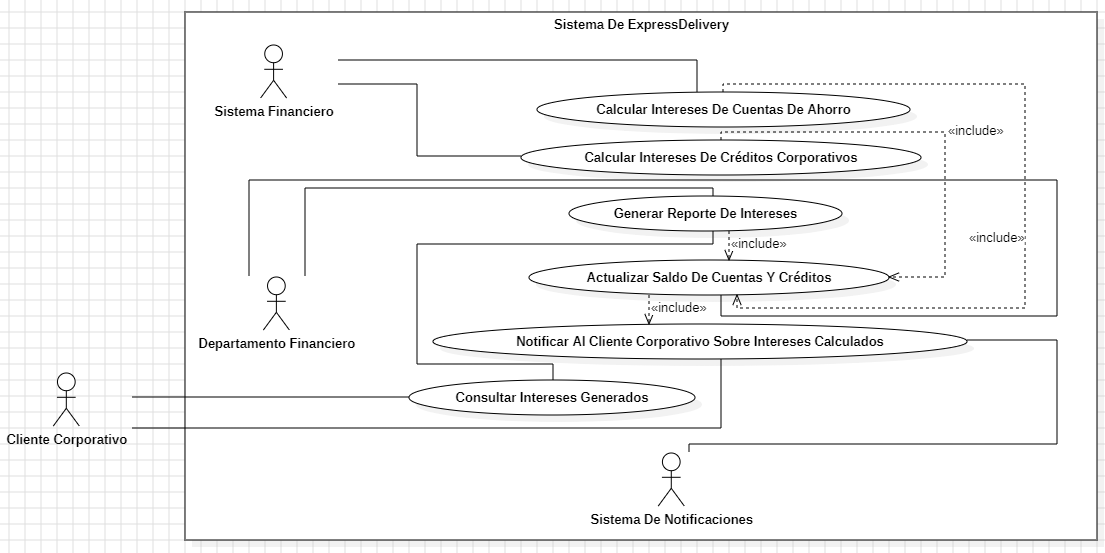 Sistema De ExpressDelivery
Sistema Financiero
Calcular Intereses De Cuentas De Ahorro
«include»
Calcular Intereses De Créditos Corporativos
Generar Reporte De Intereses
«include»
«include»
Actualizar Saldo De Cuentas Y Créditos
«include»
Departamento Financiero
Notificar Al Cliente Corporativo Sobre Intereses Calculados
Consultar Intereses Generados
Cliente Corporativo
Sistema De Notificaciones